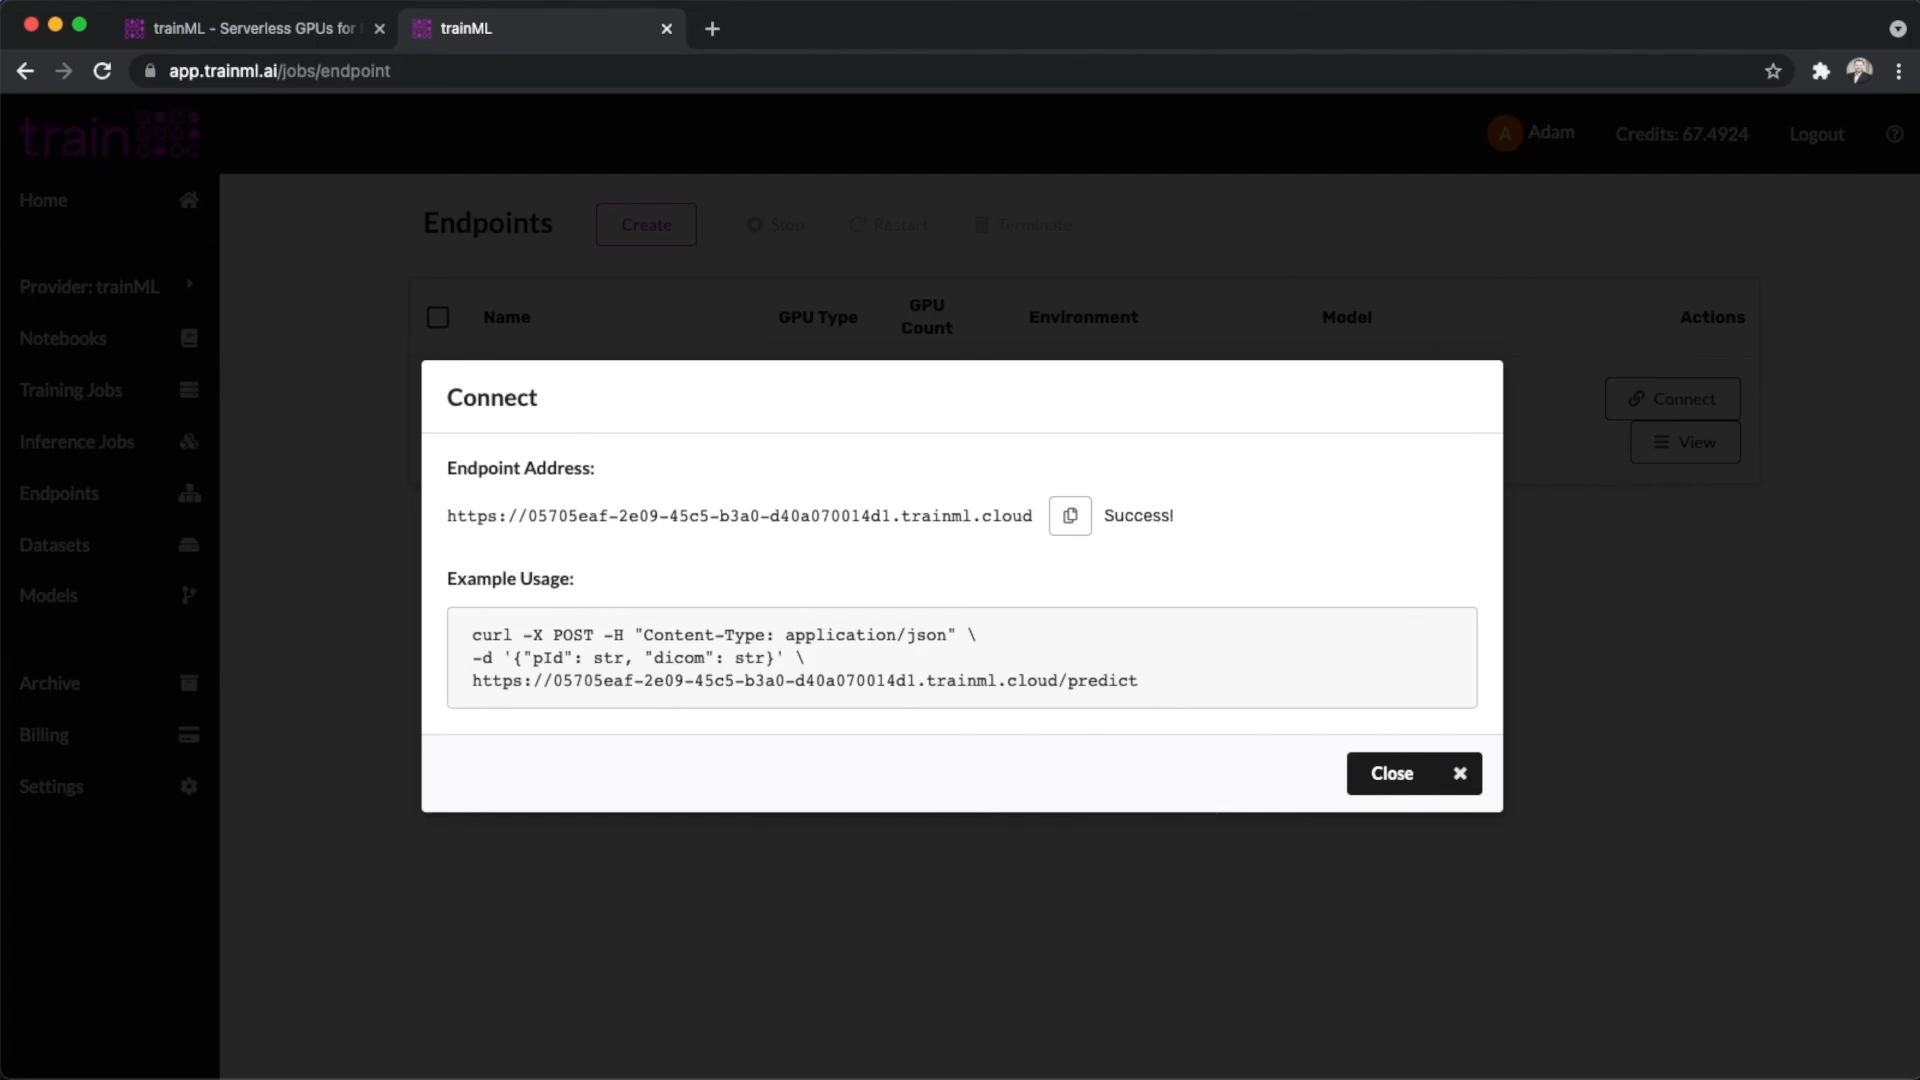 trainML - Serverless GPUs for
trainML
app.trainml.ai/jobs/endpoint
train
A Adam
Credits: 67.4924
Logout
Home
Provider: trainML
Notebooks
Training Jobs
Inference Jobs
Endpoints
Datasets
Models
Archive
Billing
Settings
Endpoints
Create
Stop
Restart
Terminate
Name
GPU Type
GPU
Count
Environment
Model
Actions
Connect
View
Connect
Endpoint Address:
https://05705eaf-2e09-45c5-b3a0-d40a070014d1.trainml.cloud
Success!
Example Usage:
curl -X POST -H "Content-Type: application/json" \
-d '{"pId": str, "dicom": str}' \
https://05705eaf-2e09-45c5-b3a0-d40a070014d1.trainml.cloud/predict
Close